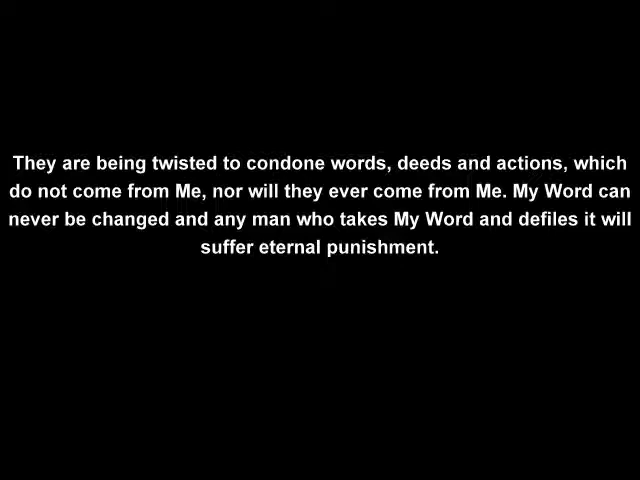 They are being twisted to condone words, deeds and actions, which
do not come from Me, nor will they ever come from Me. My Word can
never be changed and any man who takes My Word and defiles it will
suffer eternal punishment.